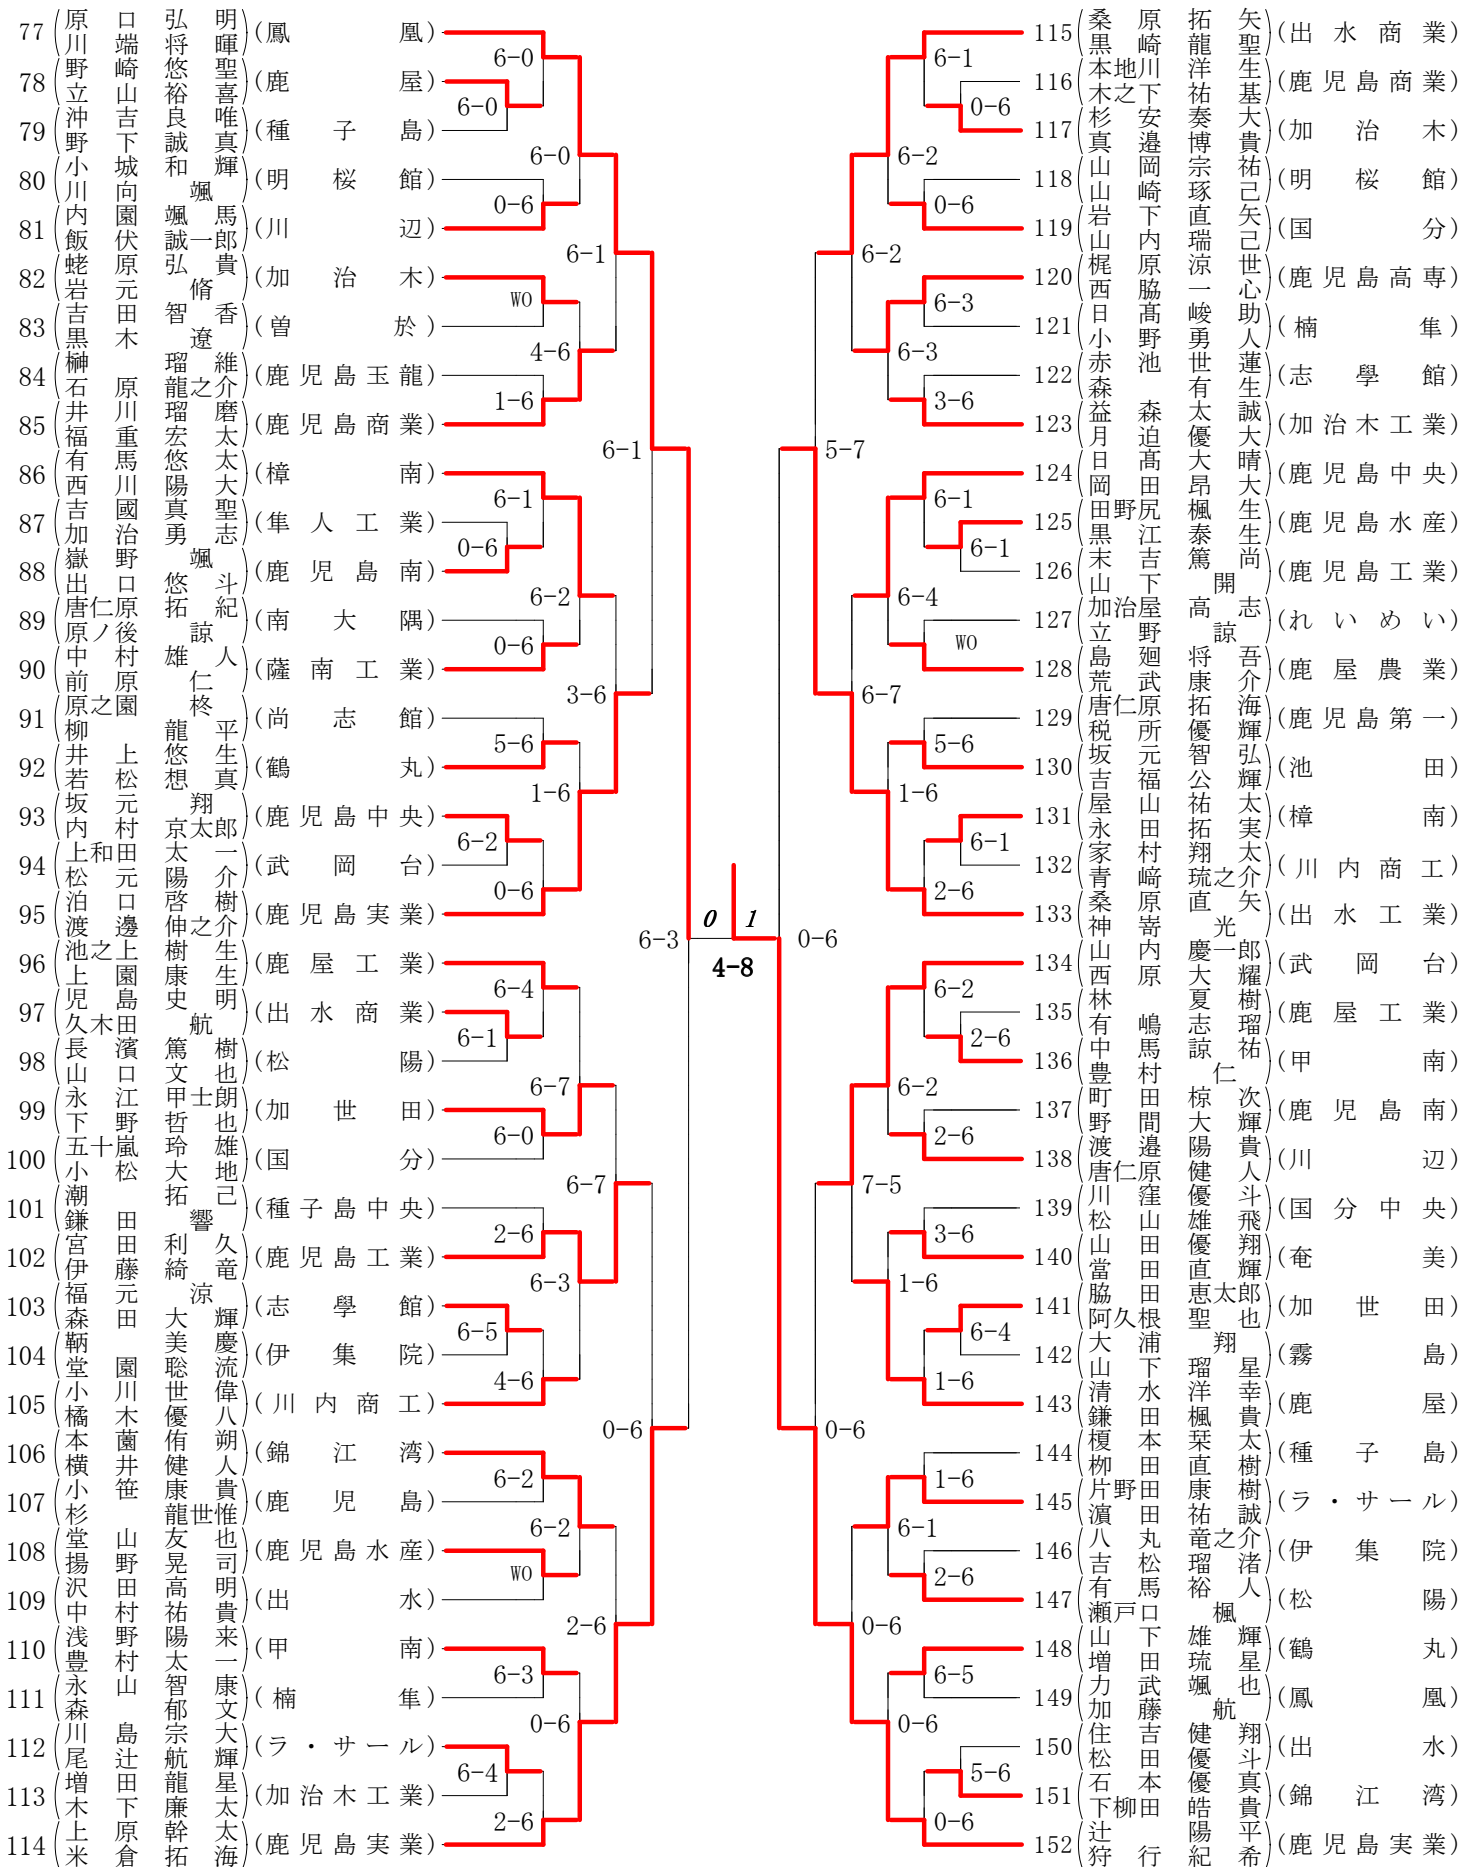 77 原口弘明 川端将暉 (鳳凰)
78 野崎悠聖 立山裕喜 (鹿屋)
79 沖吉良唯 野下誠真 (種子島)
80 小城和輝 川向颯 (明桜館)
81 内園颯馬 飯伏誠一郎 (川辺)
82 蛯原弘貴 岩元脩 (加治木)
83 吉田智香 黒木遼 (曽於)
84 榊瑠維 石原龍之介 (鹿児島玉龍)
85 井川瑠磨 福重宏太 (鹿児島商業)
86 有馬悠太 西川陽大 (樟南)
87 吉國真聖 加治勇志 (隼人工業)
88 嶽野颯 出口悠斗 (鹿児島南)
89 唐仁原拓紀 原ノ後諒 (南大隅)
90 中村雄人 前原仁 (薩南工業)
91 原之園柊 柳龍平 (尚志館)
92 井上悠生 若松想真 (鶴丸)
93 坂元翔 内村京太郎 (鹿児島中央)
94 上和田太一 松元陽介 (武岡台)
95 泊口啓樹 渡邊伸之介 (鹿児島実業)
96 池之上樹生 上園康生 (鹿屋工業)
97 児島史明 久木田航 (出水商業)
98 長濱篤樹 山口文也 (松陽)
99 永江甲士朗 下野哲也 (加世田)
100 五十嵐玲雄 小松大地 (国分)
101 潮拓己 鎌田響 (種子島中央)
102 宮田利久 伊藤綺竜 (鹿児島工業)
103 福元涼 森田大輝 (志學館)
104 鞆美慶 堂園聡流 (伊集院)
105 小川世偉 橘木優八 (川内商工)
106 本薗侑朔 横井健人 (錦江湾)
107 小笹康貴 杉龍世惟 (鹿児島)
108 堂山友也 揚野晃司 (鹿児島水産)
109 沢田高明 中村祐貴 (出水)
110 浅野陽来 豊村太一 (甲南)
111 永山智康 森郁文 (楠隼)
112 川島宗大 尾辻航輝 (ラ・サール)
113 増田龍星 木下廉太 (加治木工業)
114 上原幹太 米倉拓海 (鹿児島実業)
6-0
6-0
6-0
0-6
6-1
WO
4-6
1-6
6-1
6-1
0-6
6-2
0-6
3-6
5-6
1-6
6-2
0-6
6-3
6-4
6-1
6-7
6-0
6-7
2-6
6-3
6-5
4-6
0-6
6-2
6-2
WO
2-6
6-3
0-6
6-4
2-6
0 1
4-8
115 桑原拓矢 黒崎龍聖 (出水商業)
116 本地川洋生 木之下祐基 (鹿児島商業)
117 杉安奏大 真邉博貴 (加治木)
118 山岡宗祐 山崎琢己 (明桜館)
119 岩下直矢 山内瑞己 (国分)
120 梶原涼世 西脇一心 (鹿児島高専)
121 日髙峻助 小野勇人 (楠隼)
122 赤池世蓮 森有生 (志學館)
123 益森太誠 月迫優大 (加治木工業)
124 日髙大晴 岡田昂大 (鹿児島中央)
125 田野尻楓生 黒江泰生 (鹿児島水産)
126 末吉篤尚 山下開 (鹿児島工業)
127 加治屋高志 立野諒 (れいめい)
128 島廻将吾 荒武康介 (鹿屋農業)
129 唐仁原拓海 税所優輝 (鹿児島第一)
130 坂元智弘 吉福公輝 (池田)
131 屋山祐太 永田拓実 (樟南)
132 家村翔太 青﨑琉之介 (川内商工)
133 桑原直矢 神嵜光 (出水工業)
134 山内慶一郎 西原大耀 (武岡台)
135 林夏樹 有嶋志瑠 (鹿屋工業)
136 中馬諒祐 豊村仁 (甲南)
137 町田椋次 野間大輝 (鹿児島南)
138 渡邉陽貴 唐仁原健人 (川辺)
139 川窪優斗 松山雄飛 (国分中央)
140 山田優翔 當田直輝 (奄美)
141 脇田恵太郎 阿久根聖也 (加世田)
142 大浦翔 山下瑠星 (霧島)
143 清水洋幸 鎌田楓貴 (鹿屋)
144 榎本栞太 柳田直樹 (種子島)
145 片野田康樹 濵田祐誠 (ラ・サール)
146 八丸竜之介 吉松瑠渚 (伊集院)
147 有馬裕人 瀬戸口楓 (松陽)
148 山下雄輝 増田琉星 (鶴丸)
149 力武颯也 加藤航 (鳳凰)
150 住吉健翔 松田優斗 (出水)
151 石本優真 下柳田皓貴 (錦江湾)
152 辻陽平 狩行紀希 (鹿児島実業)
6-1
0-6
6-2
0-6
6-2
6-3
6-3
3-6
5-7
6-1
6-1
6-4
WO
6-7
5-6
1-6
6-1
2-6
0-6
6-2
2-6
6-2
2-6
7-5
3-6
1-6
6-4
1-6
0-6
1-6
6-1
2-6
0-6
6-5
0-6
5-6
0-6